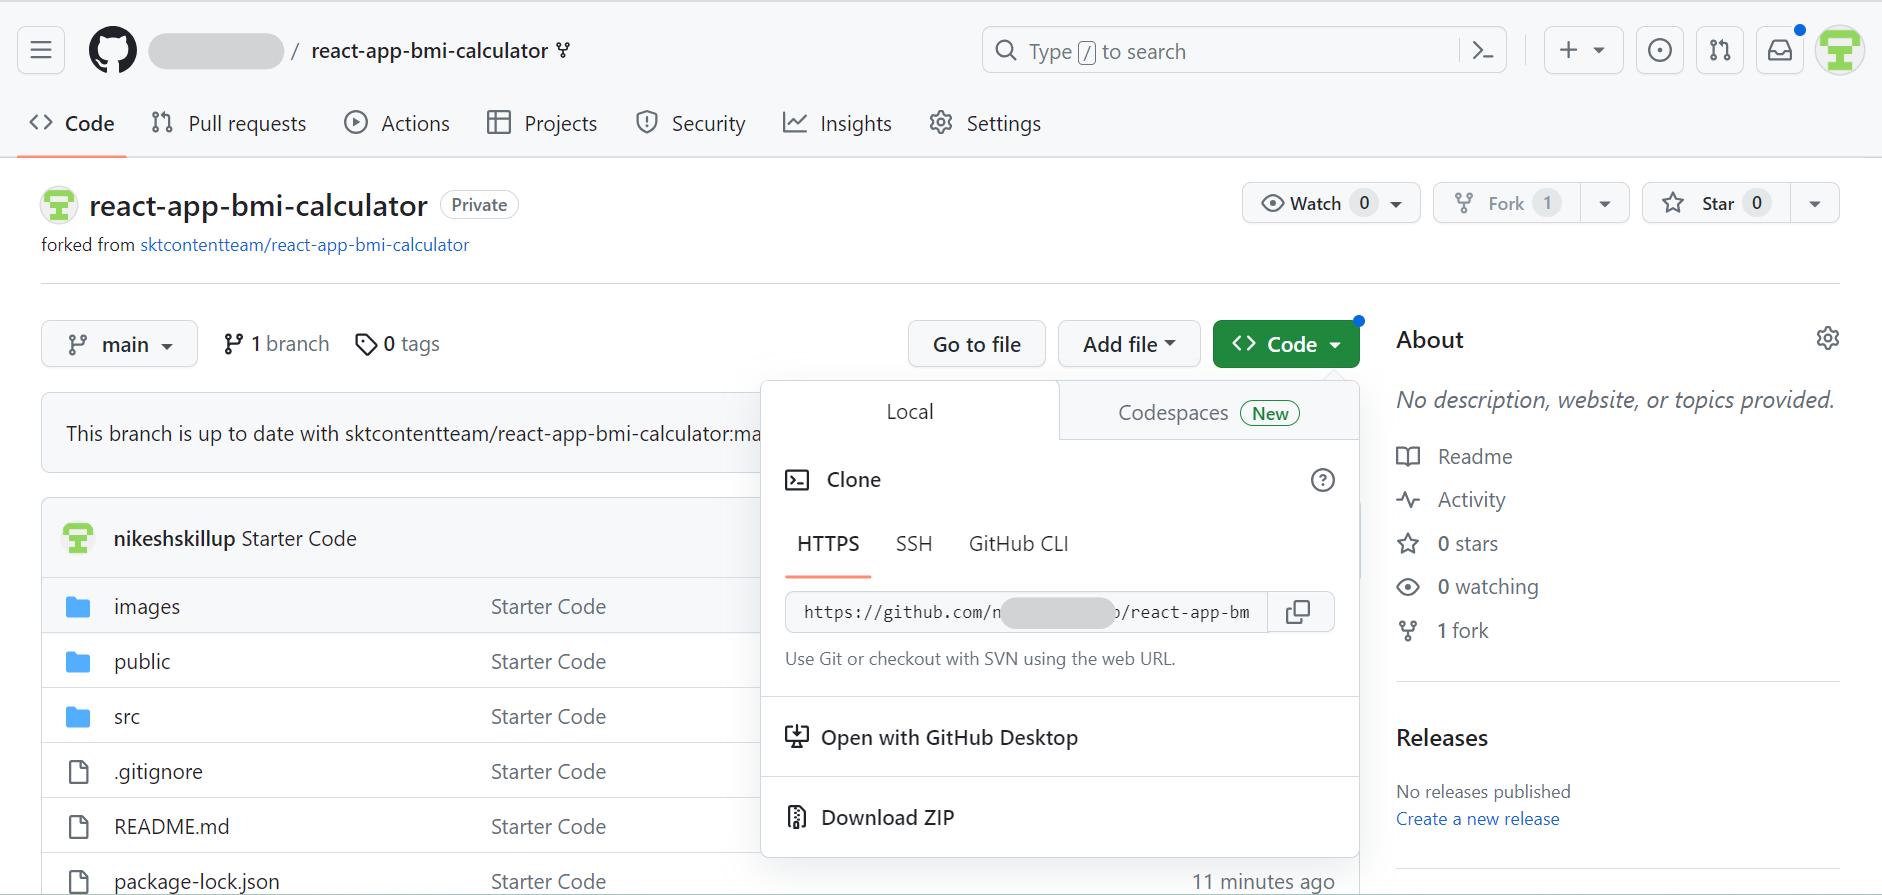 / react-app-bmi-calculator
Type / to search
Code
Pull requests
Actions
Projects
Security
Insights
Settings
react-app-bmi-calculator Private
forked from sktcontentteam/react-app-bmi-calculator
Watch 0
Fork 1
Star 0
main
1 branch
0 tags
Go to file
Add file
Code
This branch is up to date with sktcontentteam/react-app-bmi-calculator:ma
nikeshskillup Starter Code
images Starter Code
public Starter Code
src Starter Code
.gitignore Starter Code
README.md Starter Code
package-lock.json Starter Code 11 minutes ago
Local
Codespaces New
Clone
HTTPS SSH GitHub CLI
https://github.com/n
/react-app-bm
Use Git or checkout with SVN using the web URL.
Open with GitHub Desktop
Download ZIP
About
No description, website, or topics provided.
Readme
Activity
0 stars
0 watching
1 fork
Releases
No releases published
Create a new release